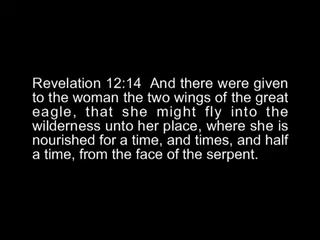 Revelation 12:14  And there were given
to the woman the two wings of the great
eagle, that she might fly into the
wilderness unto her place, where she is
nourished for a time, and times, and half
a time, from the face of the serpent.